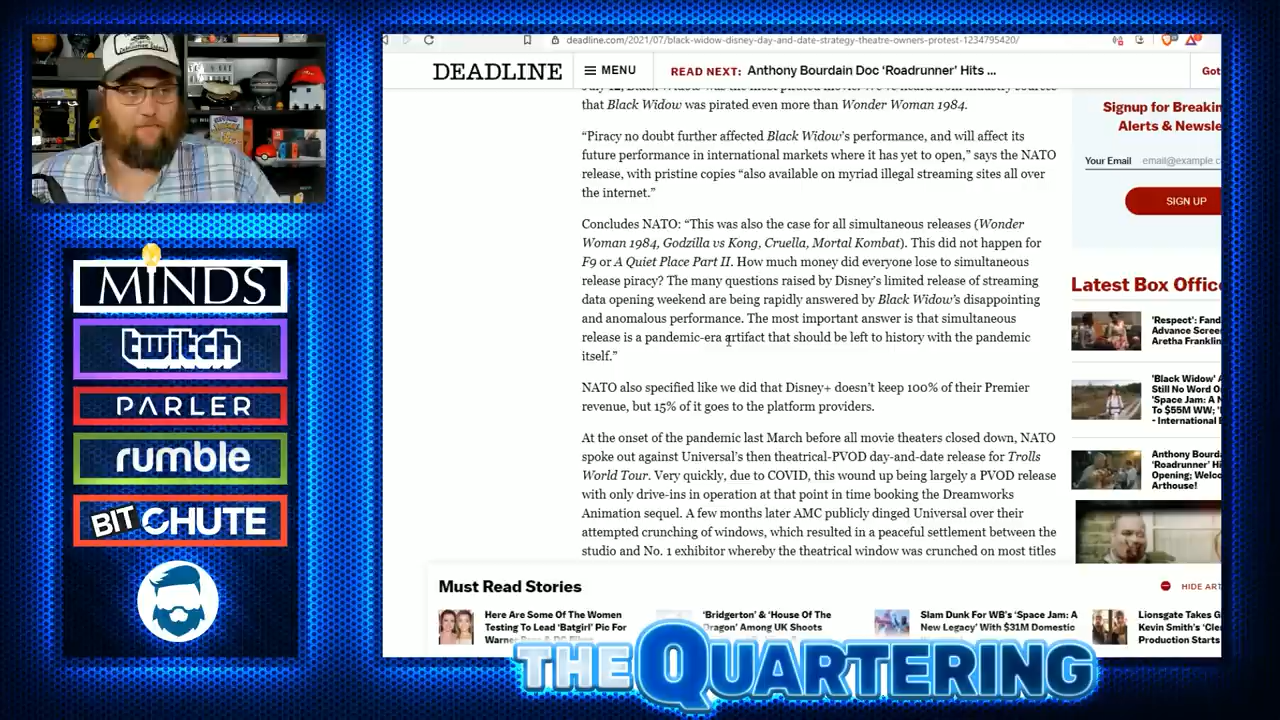 deadline.com/2021/07/black-widow-disney-day-and-date-strategy-theatre-owners-protest-1234795420/
DEADLINE
MENU
READ NEXT: Anthony Bourdain Doc 'Roadrunner' Hits ...
Got
that Black Widow was pirated even more than Wonder Woman 1984.
“Piracy no doubt further affected Black Widow’s performance, and will affect its
future performance in international markets where it has yet to open,” says the NATO
release, with pristine copies “also available on myriad illegal streaming sites all over
the internet.”
Concludes NATO: “This was also the case for all simultaneous releases (Wonder
Woman 1984, Godzilla vs Kong, Cruella, Mortal Kombat). This did not happen for
F9 or A Quiet Place Part II. How much money did everyone lose to simultaneous
release piracy? The many questions raised by Disney’s limited release of streaming
data opening weekend are being rapidly answered by Black Widow’s disappointing
and anomalous performance. The most important answer is that simultaneous
release is a pandemic-era artifact that should be left to history with the pandemic
itself.”
NATO also specified like we did that Disney+ doesn’t keep 100% of their Premier
revenue, but 15% of it goes to the platform providers.
At the onset of the pandemic last March before all movie theaters closed down, NATO
spoke out against Universal’s then theatrical-PVOD day-and-date release for Trolls
World Tour. Very quickly, due to COVID, this wound up being largely a PVOD release
with only drive-ins in operation at that point in time booking the Dreamworks
Animation sequel. A few months later AMC publicly dinged Universal over their
attempted crunching of windows, which resulted in a peaceful settlement between the
studio and No. 1 exhibitor whereby the theatrical window was crunched on most titles
Signup for Breakin
Alerts & Newsle
Your Email
email@example.c
SIGN UP
Latest Box Offic
'Respect': Fand
Advance Scree
Aretha Franklin
'Black Widow' A
Still No Word O
'Space Jam: A N
To $55M WW; '
- International E
Anthony Bourda
'Roadrunner' Hi
Opening; Welco
Arthouse!
Must Read Stories
HIDE ART
Here Are Some Of The Women
Testing To Lead 'Batgirl' Pic For
'Bridgerton' & 'House Of The
Dragon' Among UK Shoots
Slam Dunk For WB's 'Space Jam: A
New Legacy' With $31M Domestic
Lionsgate Takes G
Kevin Smith's 'Cle
Production Starts
MINDS
twitch
PARLER
rumble
BITCHUTE
THE QUARTERING